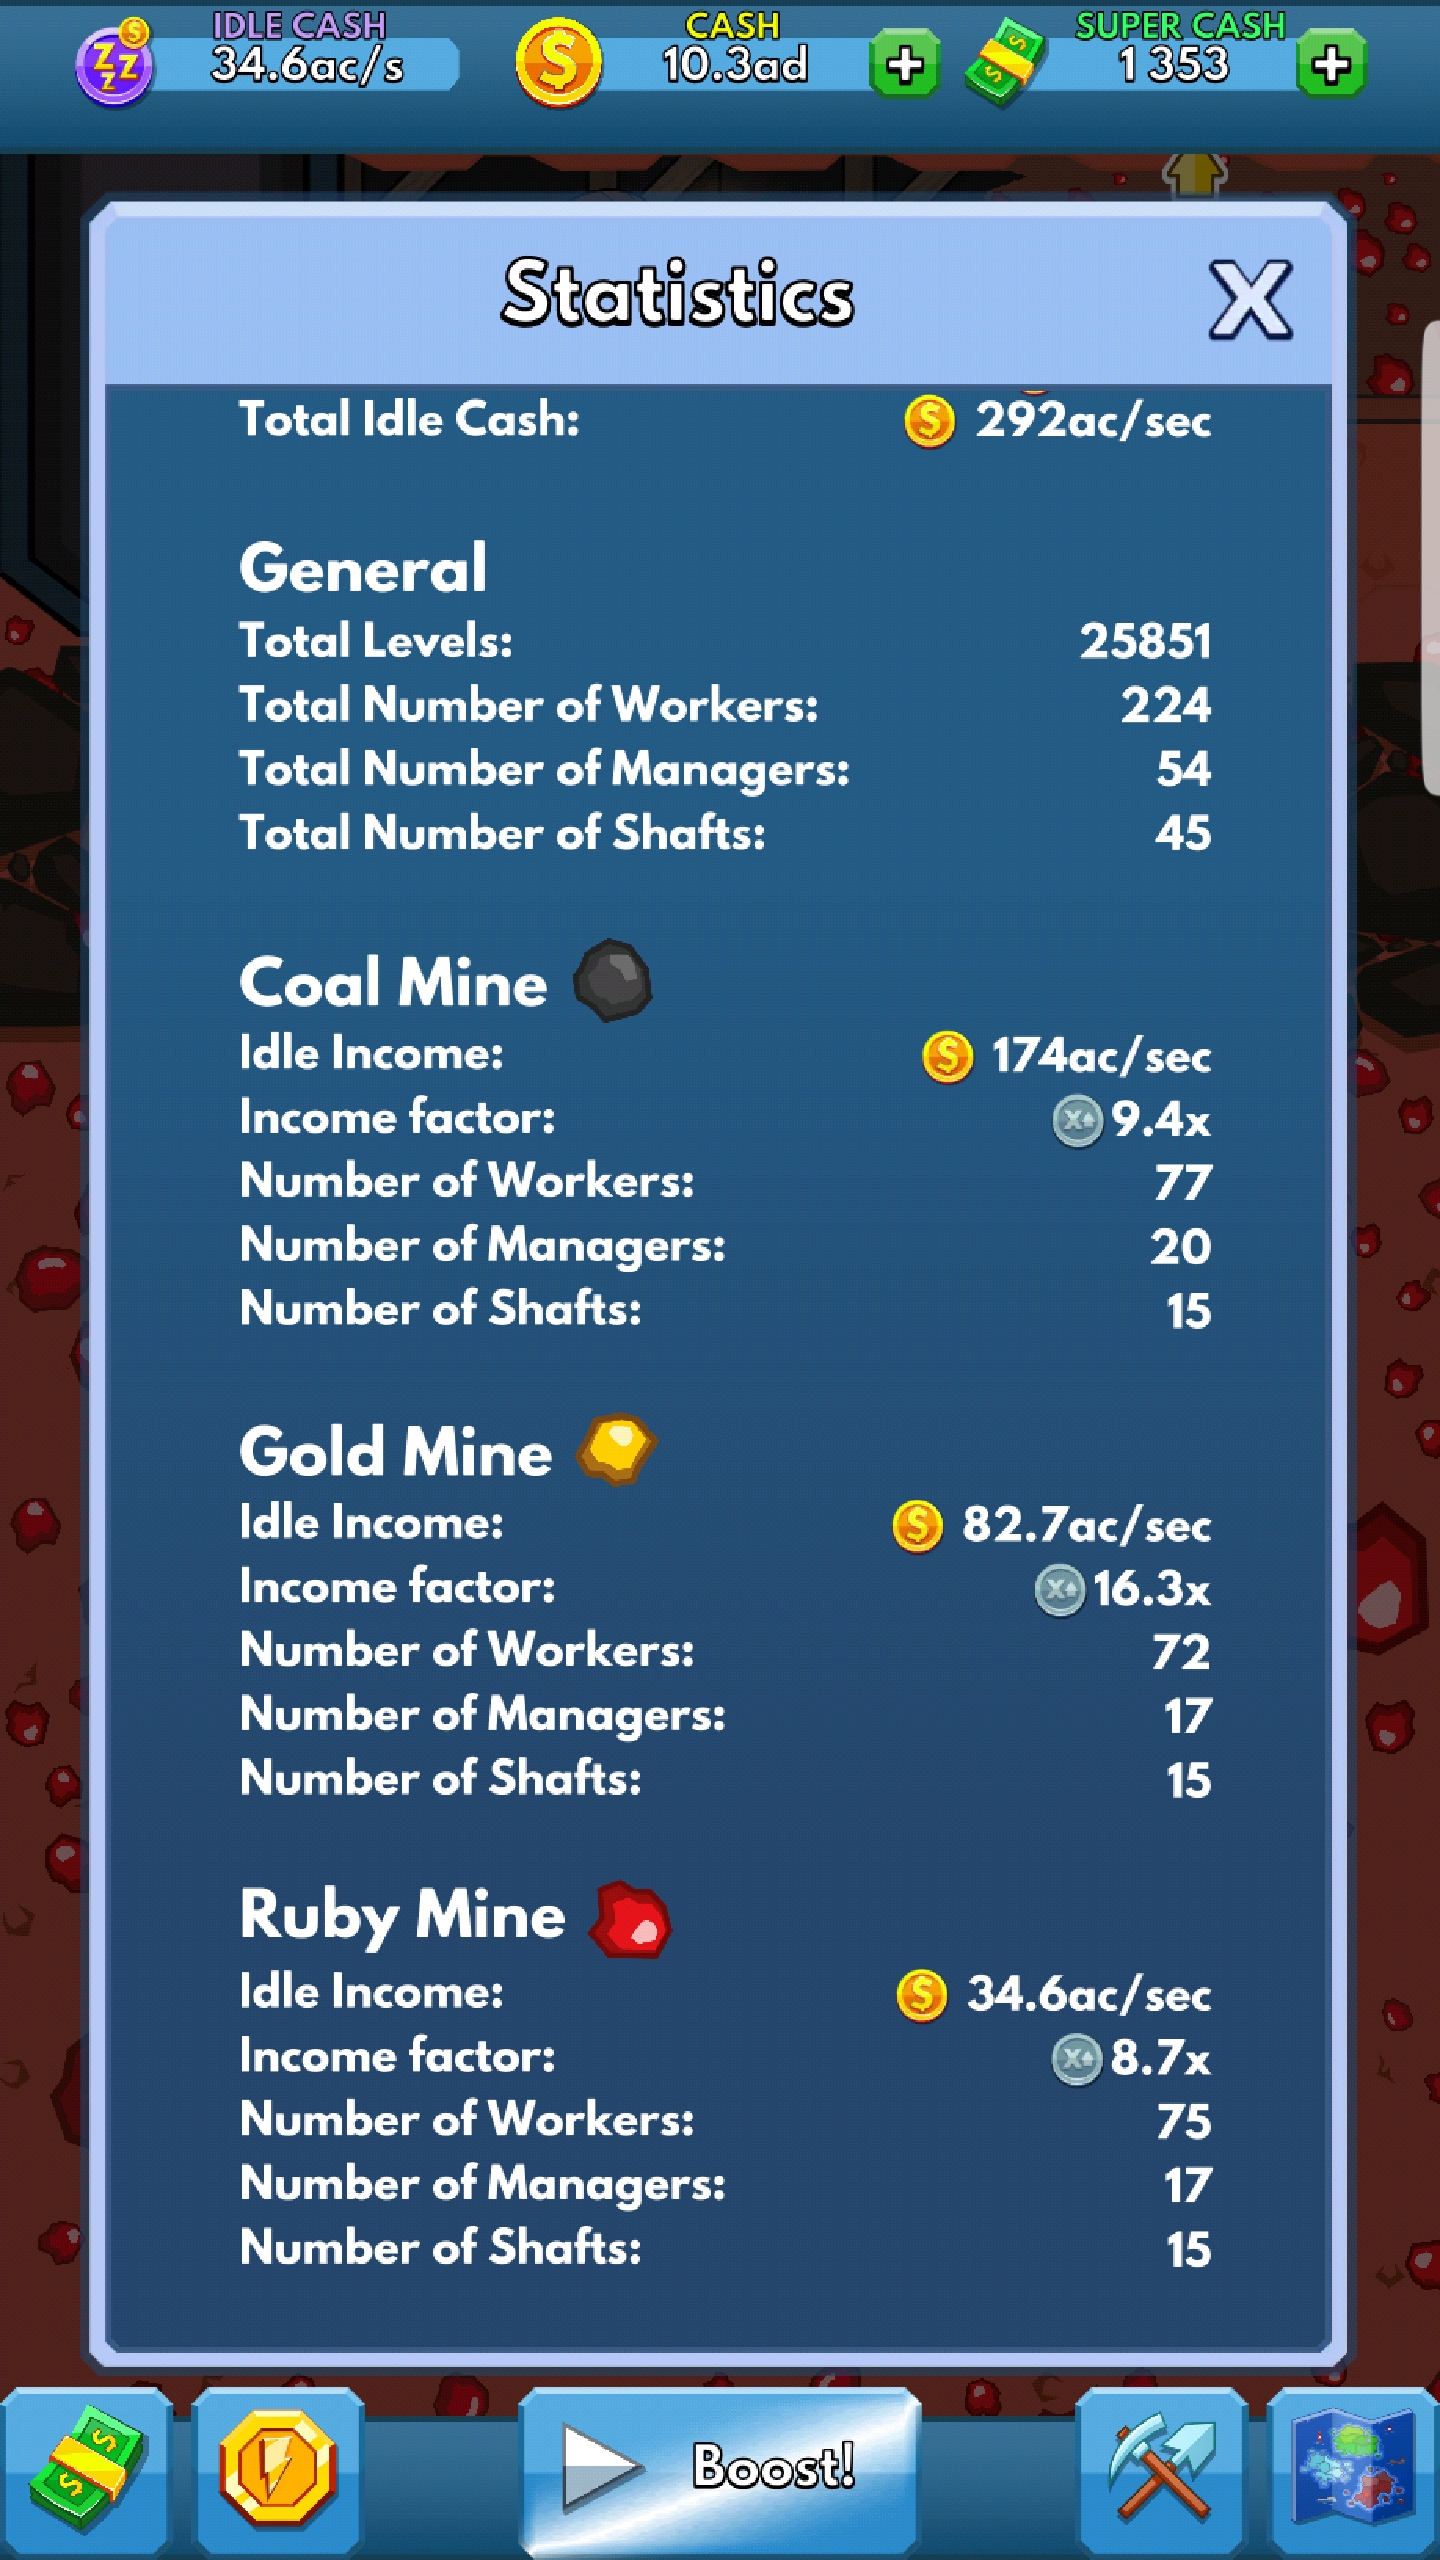 IDLE CASH CASH SUPER CASH
34.6ac/s 10.3ad 1 353
Statistics X
Total Idle Cash: 292ac/sec
General
Total Levels: 25851
Total Number of Workers: 224
Total Number of Managers: 54
Total Number of Shafts: 45
Coal Mine
Idle Income: 174ac/sec
Income factor: 9.4x
Number of Workers: 77
Number of Managers: 20
Number of Shafts: 15
Gold Mine
Idle Income: 82.7ac/sec
Income factor: 16.3x
Number of Workers: 72
Number of Managers: 17
Number of Shafts: 15
Ruby Mine
Idle Income: 34.6ac/sec
Income factor: 8.7x
Number of Workers: 75
Number of Managers: 17
Number of Shafts: 15
Boost!